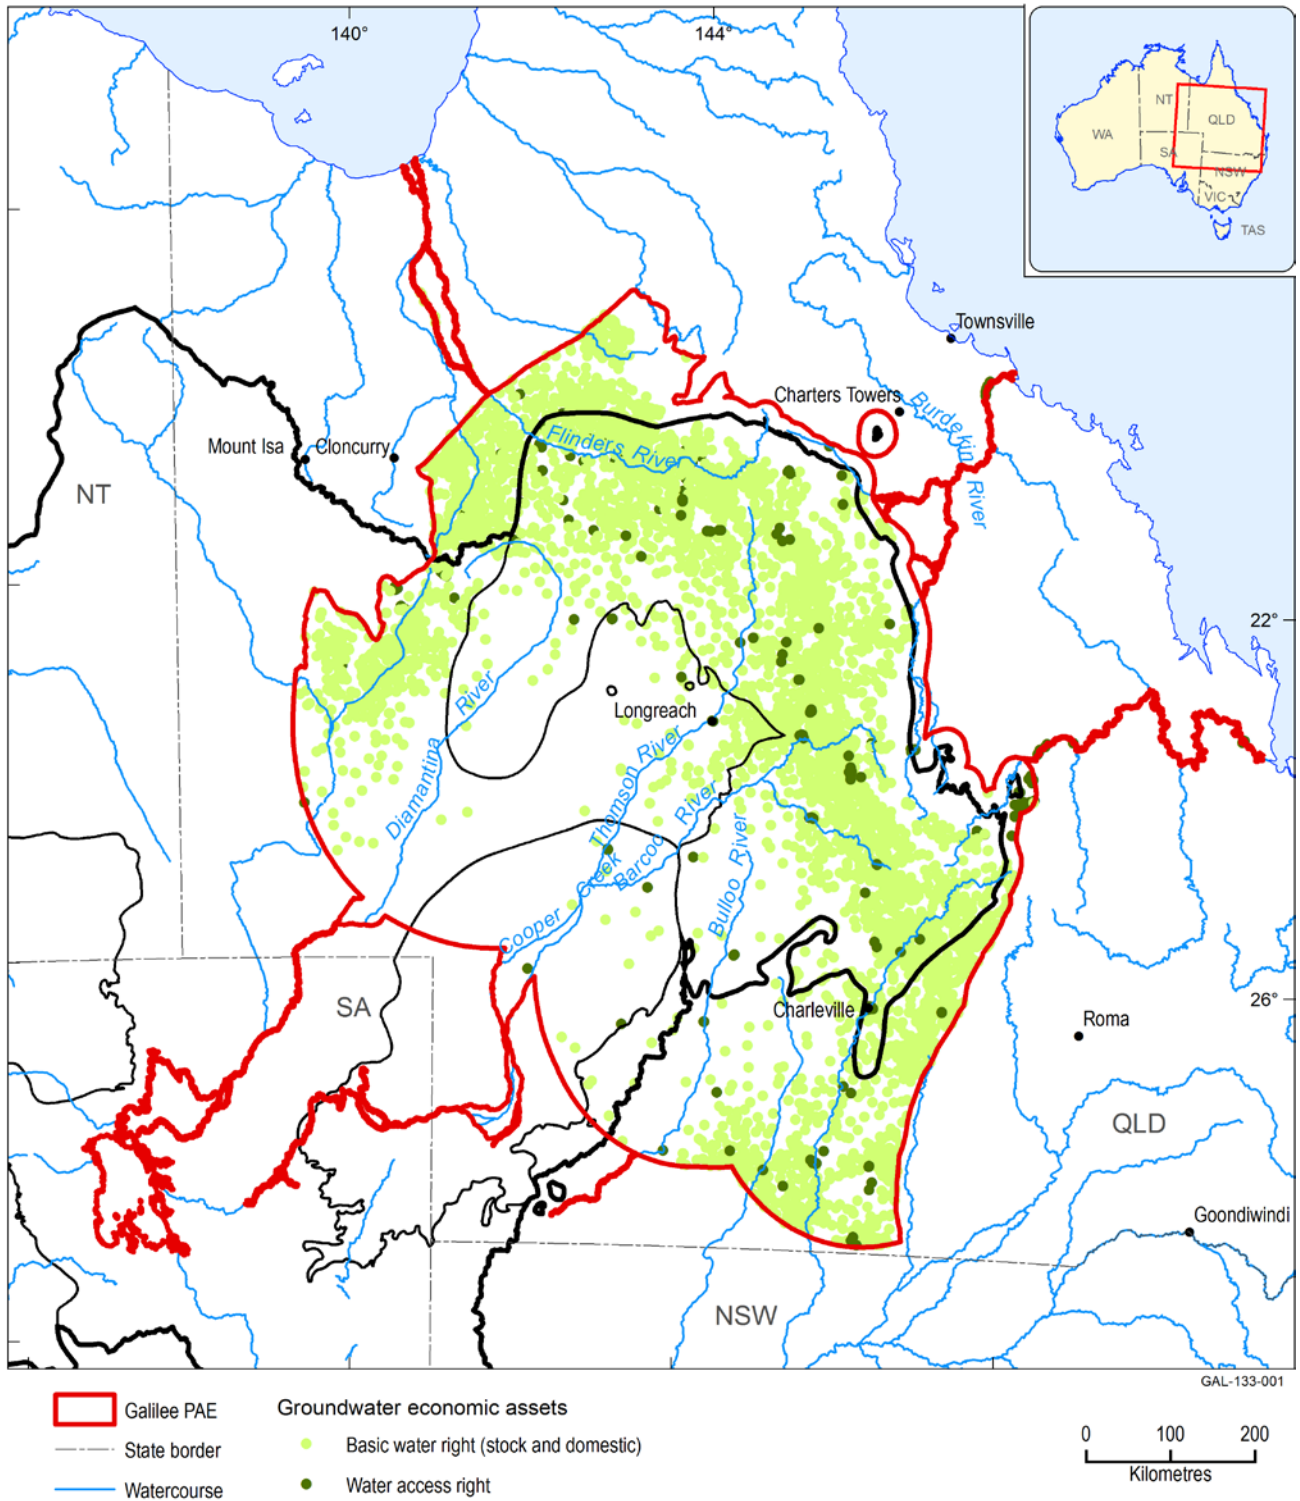 140°
144°
NT
QLD
WA
SA
NSW
VIC
TAS
Townsville
Charters Towers
Burdekin River
Flinders River
Mount Isa
Cloncurry
NT
22°
Longreach
Diamantina River
Thomson River
Barcoo River
Cooper Creek
Bulloo River
26°
SA
Charleville
Roma
QLD
Goondiwindi
NSW
GAL-133-001
Galilee PAE
Groundwater economic assets
State border
Basic water right (stock and domestic)
Watercourse
Water access right
0 100 200
Kilometres